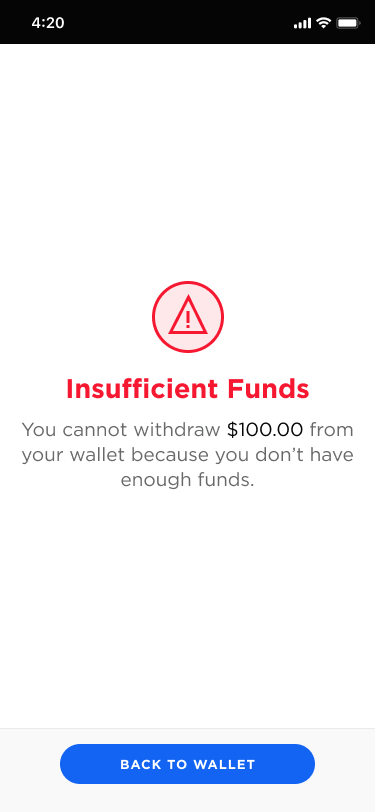 4:20
Insufficient Funds
You cannot withdraw $100.00 from
your wallet because you don’t have
enough funds.
BACK TO WALLET